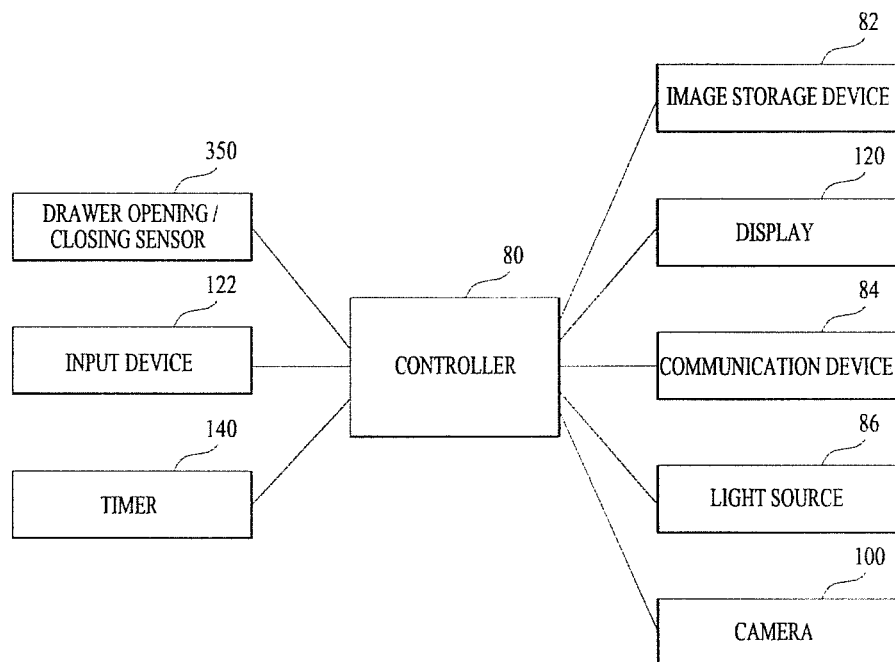 82
IMAGE STORAGE DEVICE
350
DRAWER OPENING /
CLOSING SENSOR
120
DISPLAY
80
CONTROLLER
122
INPUT DEVICE
84
COMMUNICATION DEVICE
140
TIMER
86
LIGHT SOURCE
100
CAMERA